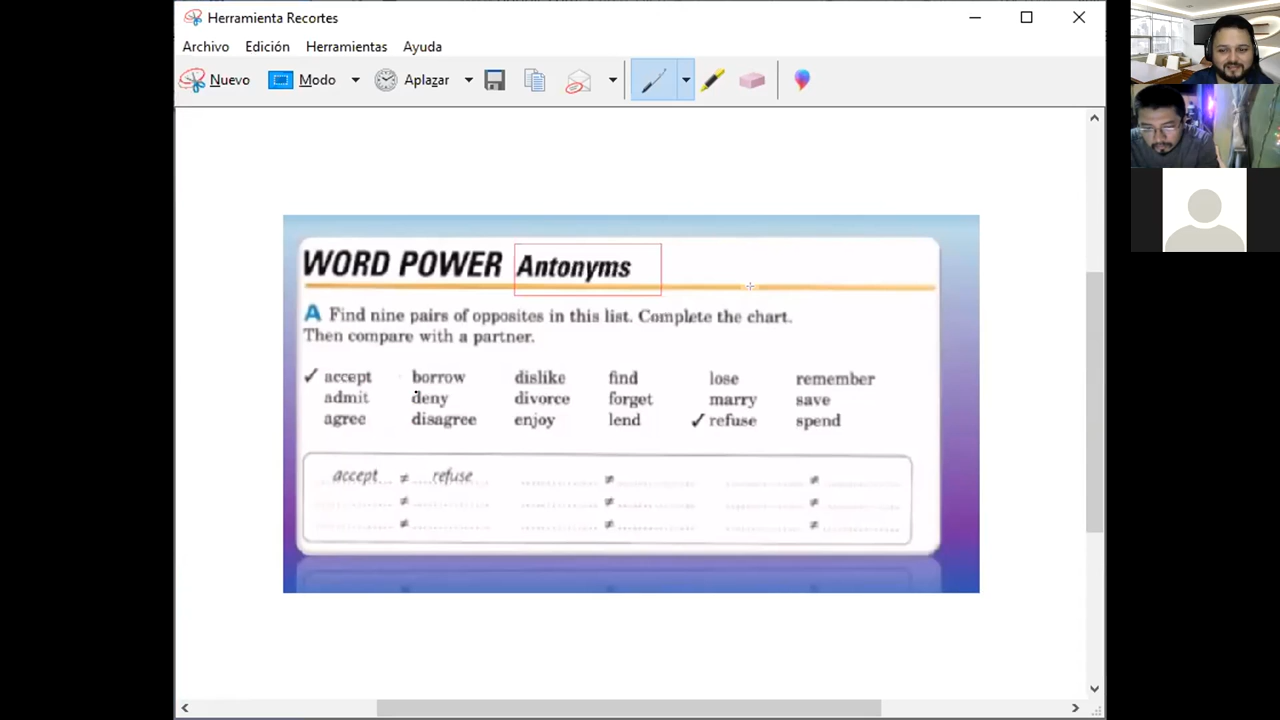 Herramienta Recortes
Archivo Edición Herramientas Ayuda
Nuevo Modo Aplazar
WORD POWER Antonyms
A Find nine pairs of opposites in this list. Complete the chart.
Then compare with a partner.
✓ accept borrow dislike find lose remember
admit deny divorce forget marry save
agree disagree enjoy lend ✓ refuse spend
accept ≠ refuse ≠ ≠
≠ ≠ ≠
≠ ≠ ≠